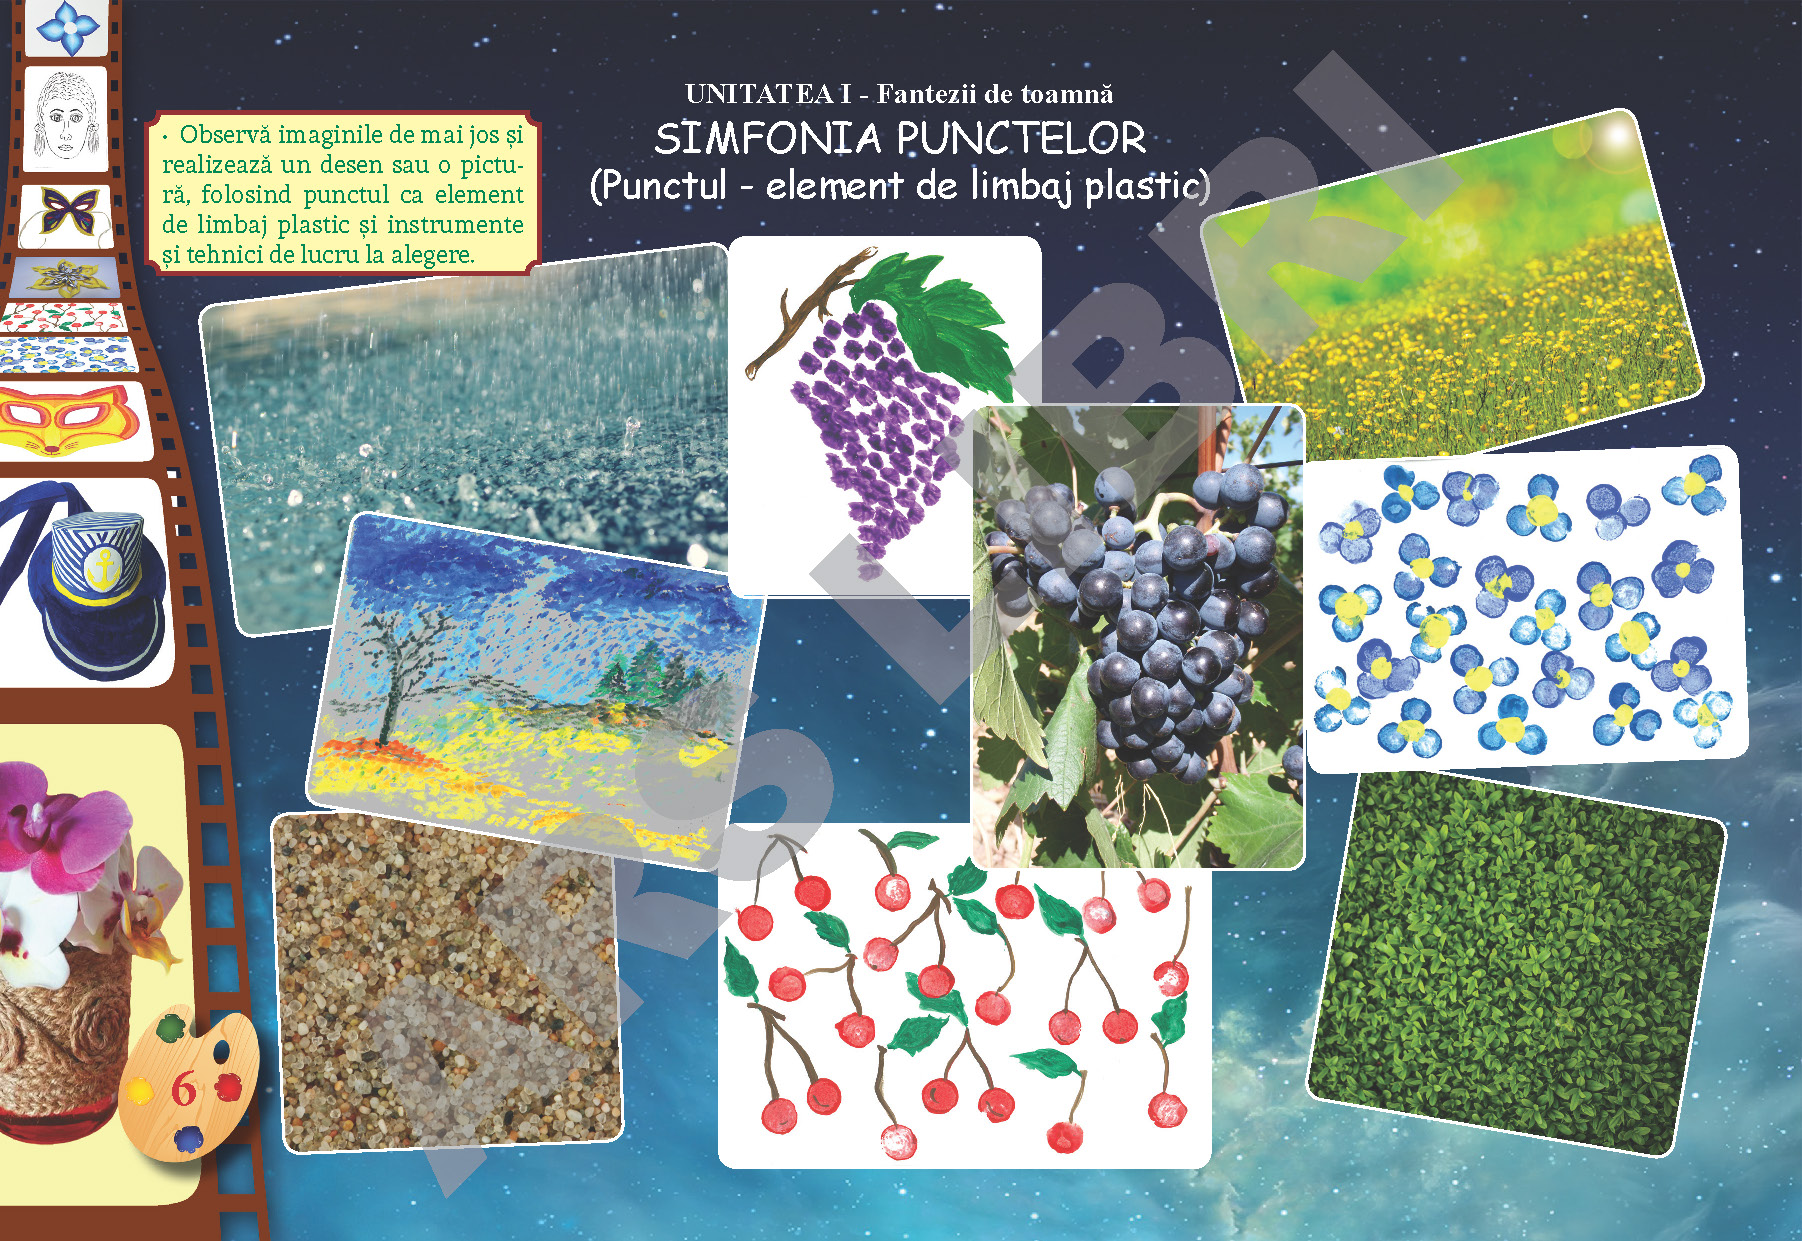 UNITATEA I - Fantezii de toamnă
SIMFONIA PUNCTELOR
(Punctul - element de limbaj plastic)
· Observă imaginile de mai jos și
realizează un desen sau o pictu-
ră, folosind punctul ca element
de limbaj plastic și instrumente
și tehnici de lucru la alegere.
ARS LIBRI
6